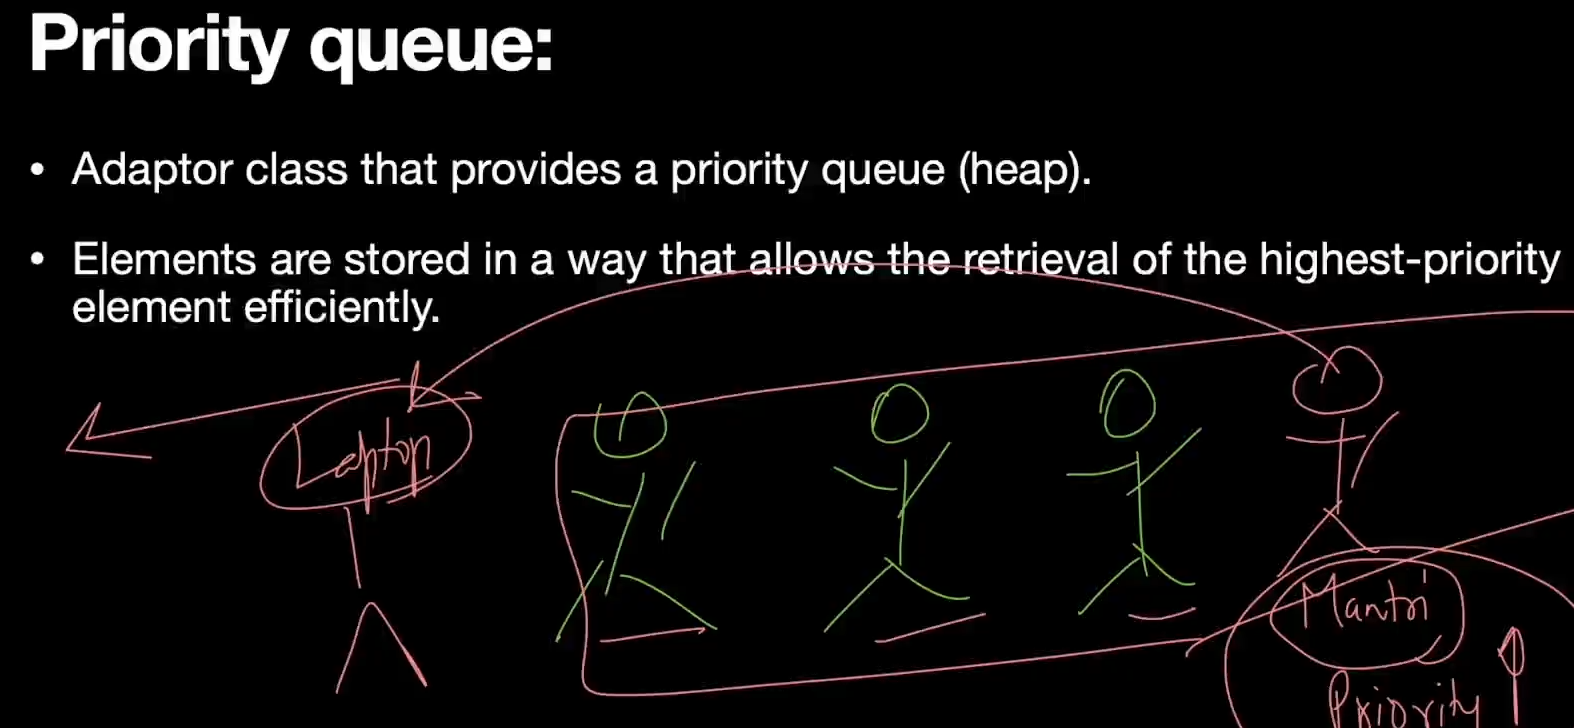 Priority queue:
• Adaptor class that provides a priority queue (heap).
• Elements are stored in a way that allows the retrieval of the highest-priority
element efficiently.
Laptop
Mantri
Priority